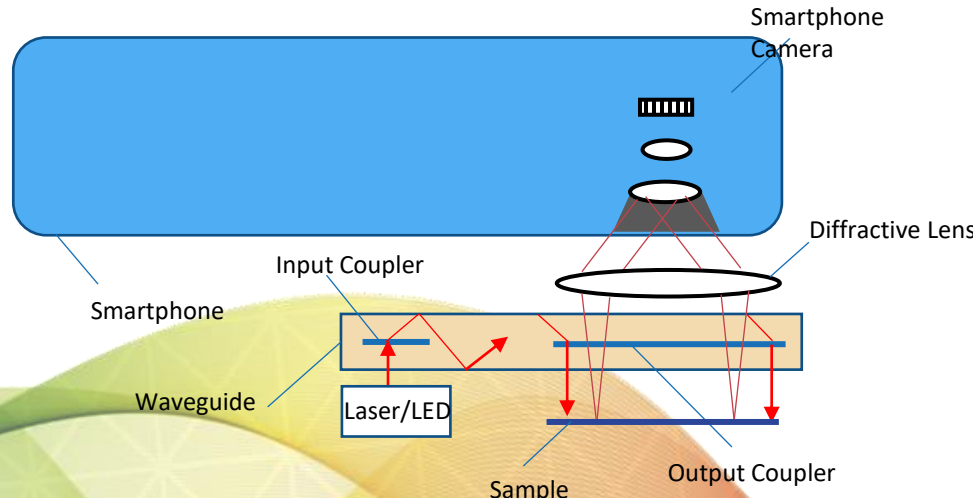 Smartphone
Camera
Diffractive Lens
Input Coupler
Smartphone
Waveguide
Laser/LED
Output Coupler
Sample